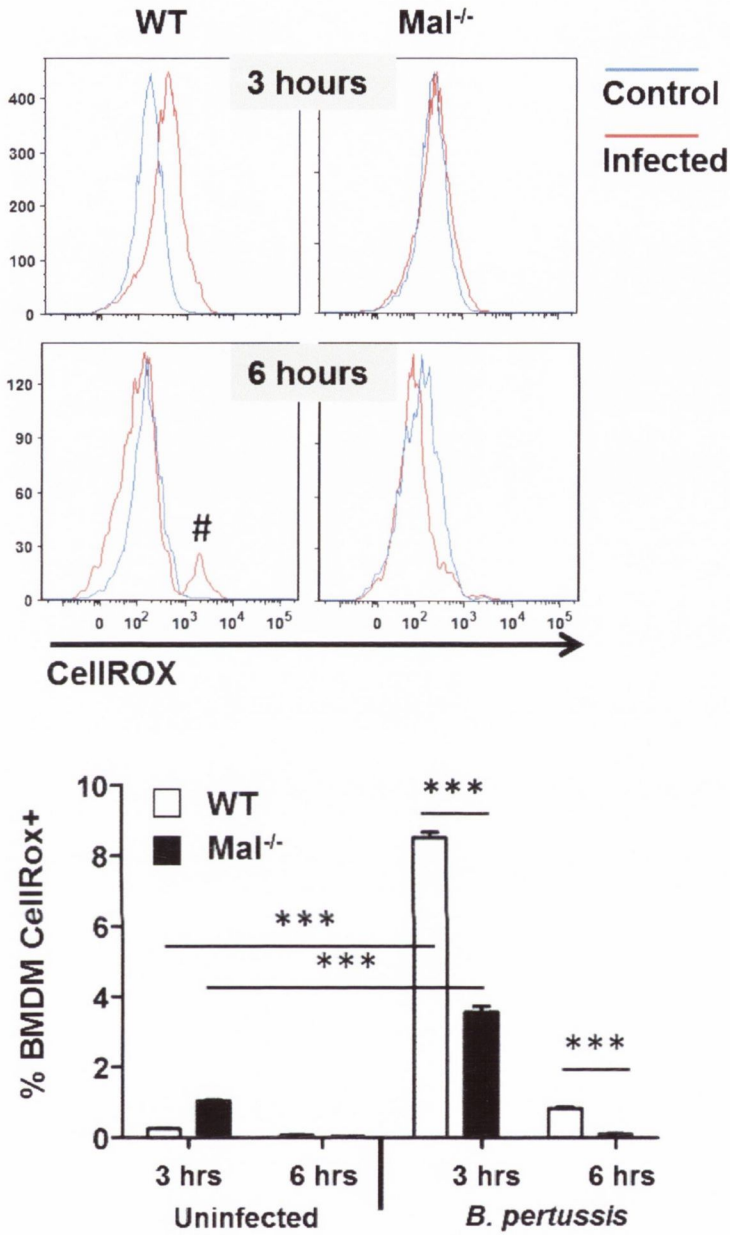 WT Mal-/-
3 hours
Control
Infected
400
300
200
100
0
6 hours
120
90
60
30
0
#
0 10² 10³ 10⁴ 10⁵ 0 10² 10³ 10⁴ 10⁵
CellROX
% BMDM CellRox+
10
8
6
4
2
0
WT
Mal-/-
***
***
***
***
3 hrs 6 hrs 3 hrs 6 hrs
Uninfected B. pertussis